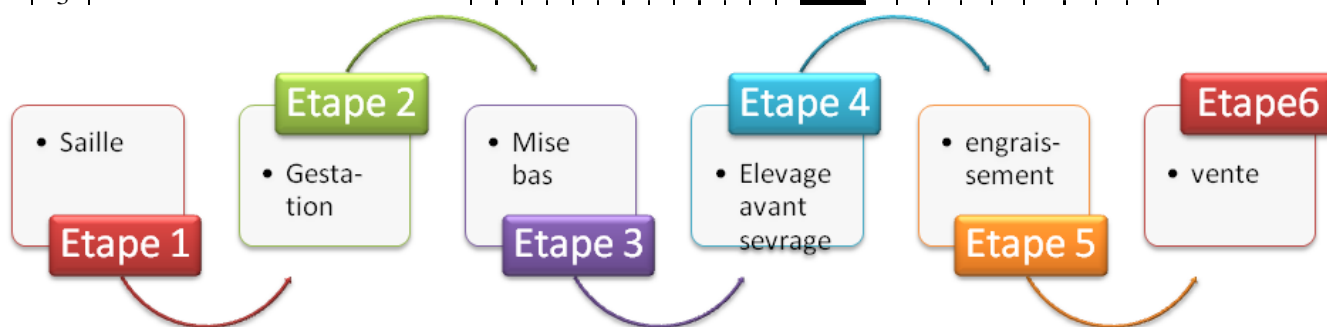 • Saille
Etape 1
Etape 2
• Gesta-
tion
• Mise
bas
Etape 3
Etape 4
• Elevage
avant
sevrage
• engrais-
sement
Etape 5
Etape6
• vente